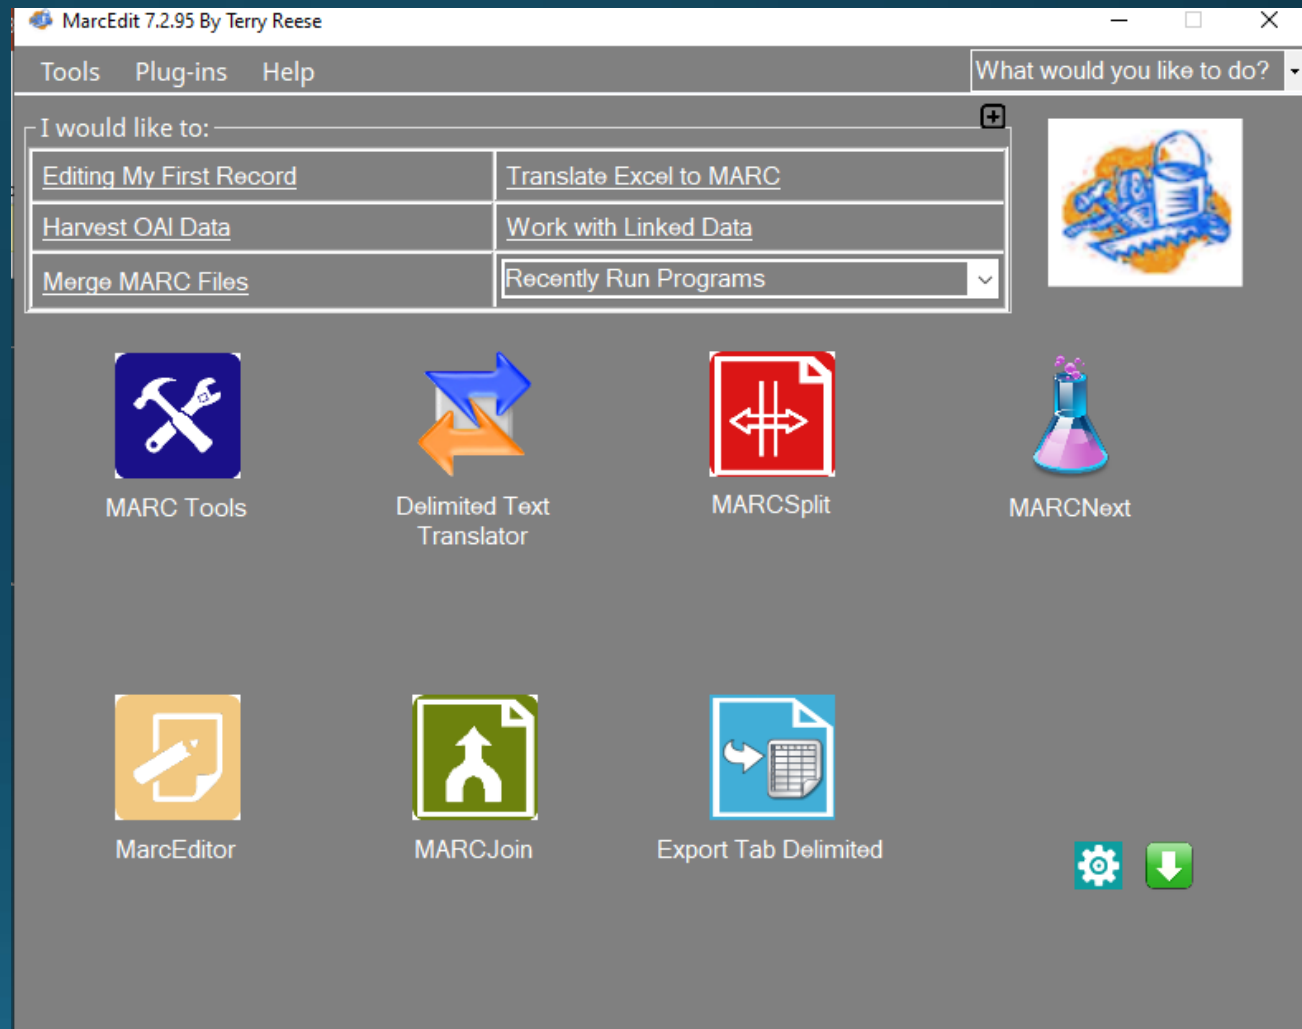 MarcEdit 7.2.95 By Terry Reese
Tools Plug-ins Help What would you like to do?
I would like to:
Editing My First Record Translate Excel to MARC
Harvest OAI Data Work with Linked Data
Merge MARC Files Recently Run Programs
MARC Tools
Delimited Text
Translator
MARCSplit
MARCNext
MarcEditor
MARCJoin
Export Tab Delimited